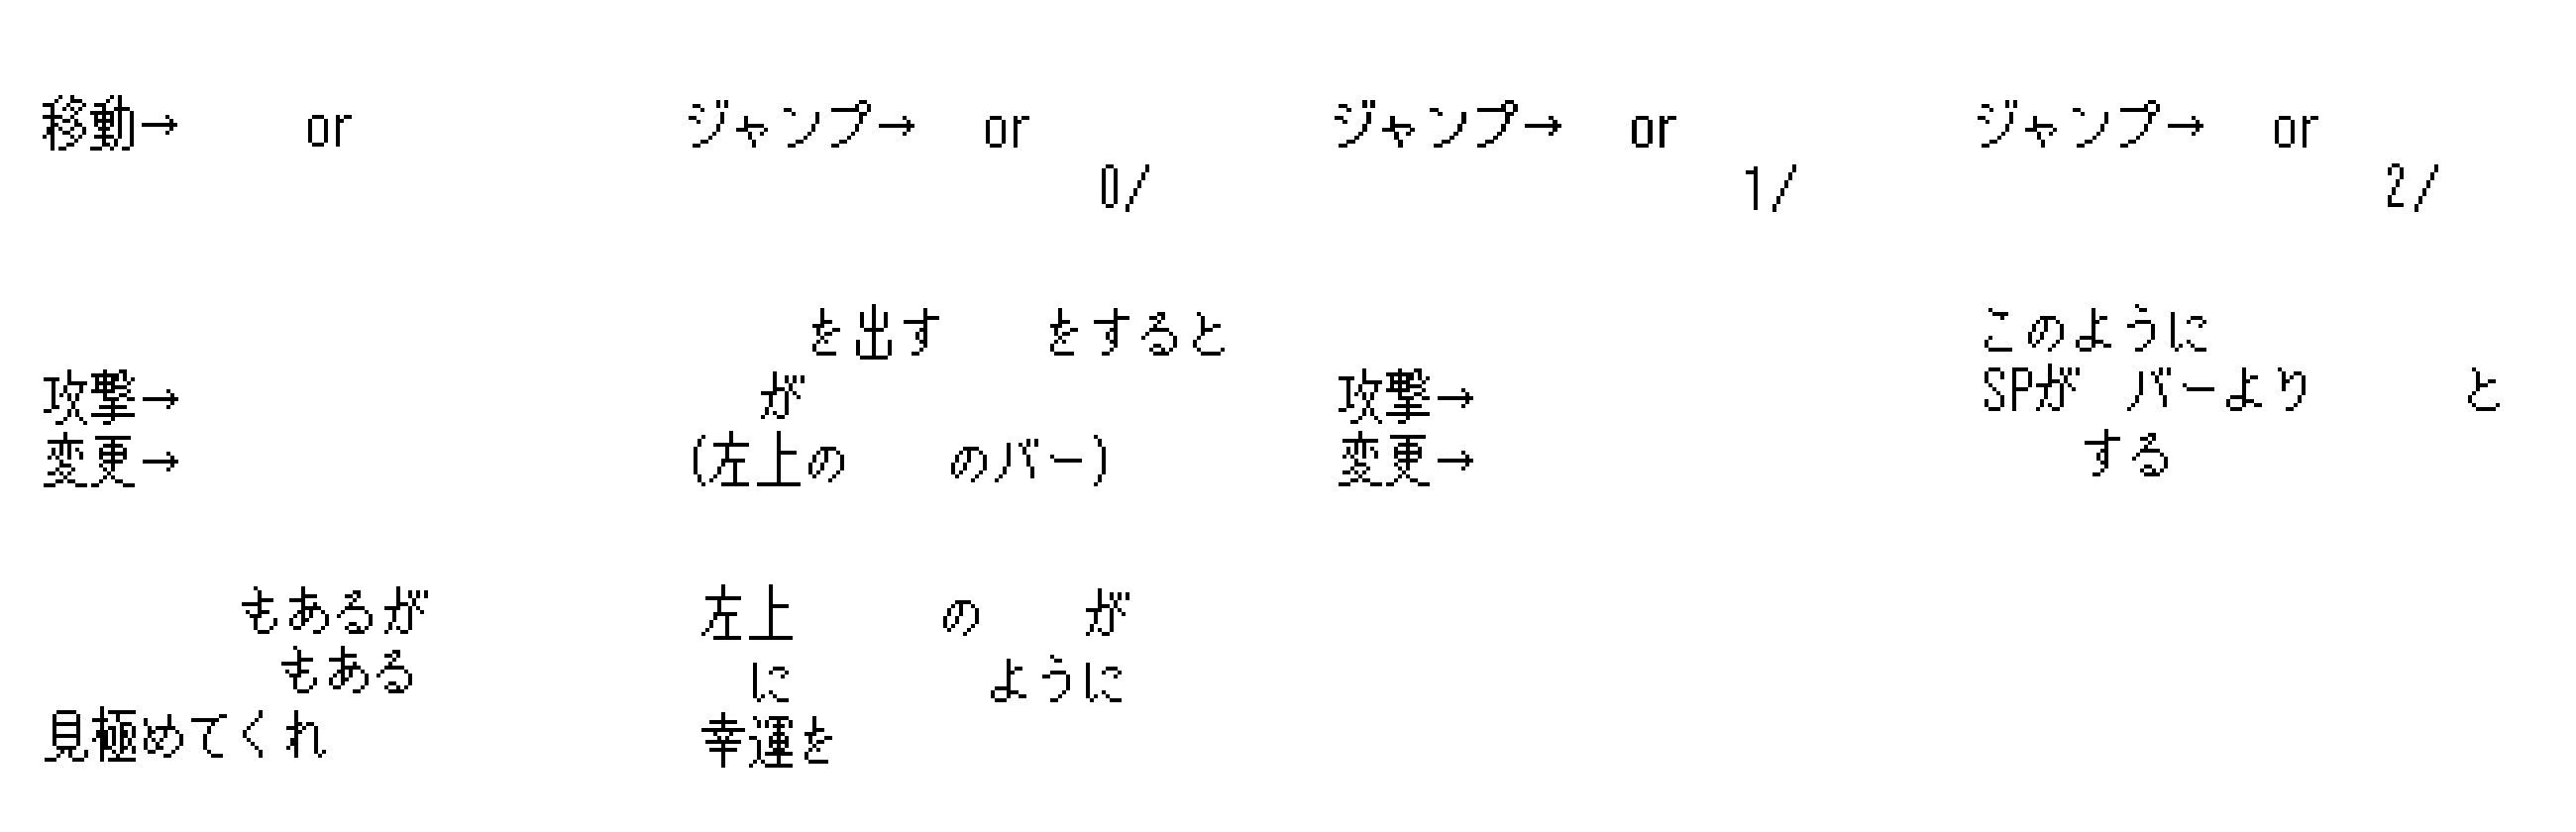 移動→ or
ジャンプ→ or
0/
ジャンプ→ or
1/
ジャンプ→ or
2/
攻撃→
変更→
を出す をすると
が
(左上の のバー)
攻撃→
変更→
このように
SPが バーより と
する
もあるが
もある
見極めてくれ
左上 の が
に ように
幸運を